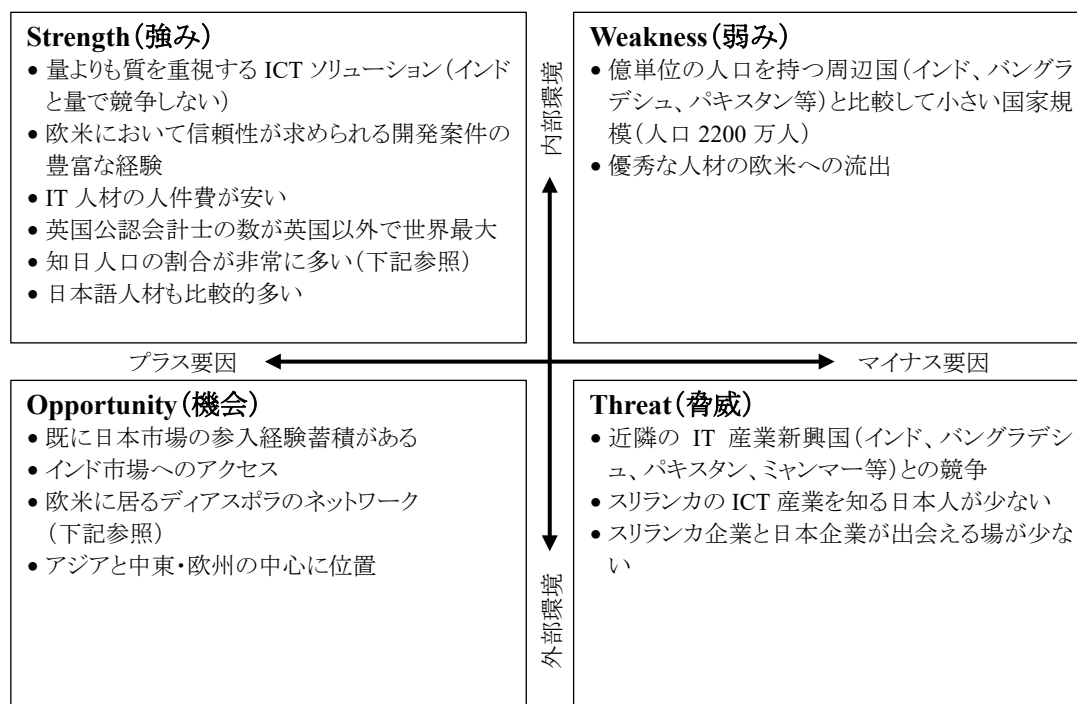 Strength(強み)
• 量よりも質を重視する ICT ソリューション(インド
と量で競争しない)
• 欧米において信頼性が求められる開発案件の
豊富な経験
• IT 人材の人件費が安い
• 英国公認会計士の数が英国以外で世界最大
• 知日人口の割合が非常に多い(下記参照)
• 日本語人材も比較的多い
内部環境
Weakness(弱み)
• 億単位の人口を持つ周辺国(インド、バングラ
デシュ、パキスタン等)と比較して小さい国家規
模(人口 2200 万人)
• 優秀な人材の欧米への流出
プラス要因
マイナス要因
Opportunity(機会)
• 既に日本市場の参入経験蓄積がある
• インド市場へのアクセス
• 欧米に居るディアスポラのネットワーク
(下記参照)
• アジアと中東・欧州の中心に位置
外部環境
Threat(脅威)
• 近隣の IT 産業新興国(インド、バングラデシ
ュ、パキスタン、ミャンマー等)との競争
• スリランカの ICT 産業を知る日本人が少ない
• スリランカ企業と日本企業が出会える場が少な
い